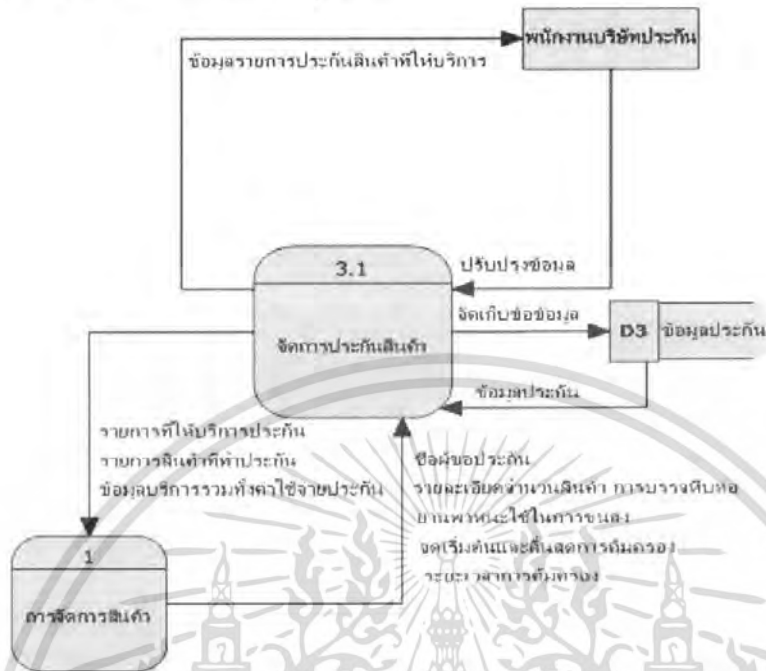 พนักงานบริษัทประกัน
ข้อมูลรายการประกันสินค้าที่ให้บริการ
3.1
จัดการประกันสินค้า
ปรับปรุงข้อมูล
จัดเก็บข้อข้อมูล
D3 ข้อมูลประกัน
ข้อมูลประกัน
รายการที่ให้บริการประกัน
รายการสินค้าที่ทำประกัน
ข้อมูลบริการรวมทั้งค่าใช้จ่ายประกัน
ชื่อผู้ขอประกัน
รายละเอียดจำนวนสินค้า การบรรจุหีบห่อ
ยานพาหนะใช้ในการขนส่ง
จุดเริ่มต้นและสิ้นสุดการคุ้มครอง
ระยะเวลาการคุ้มครอง
1
การจัดการสินค้า